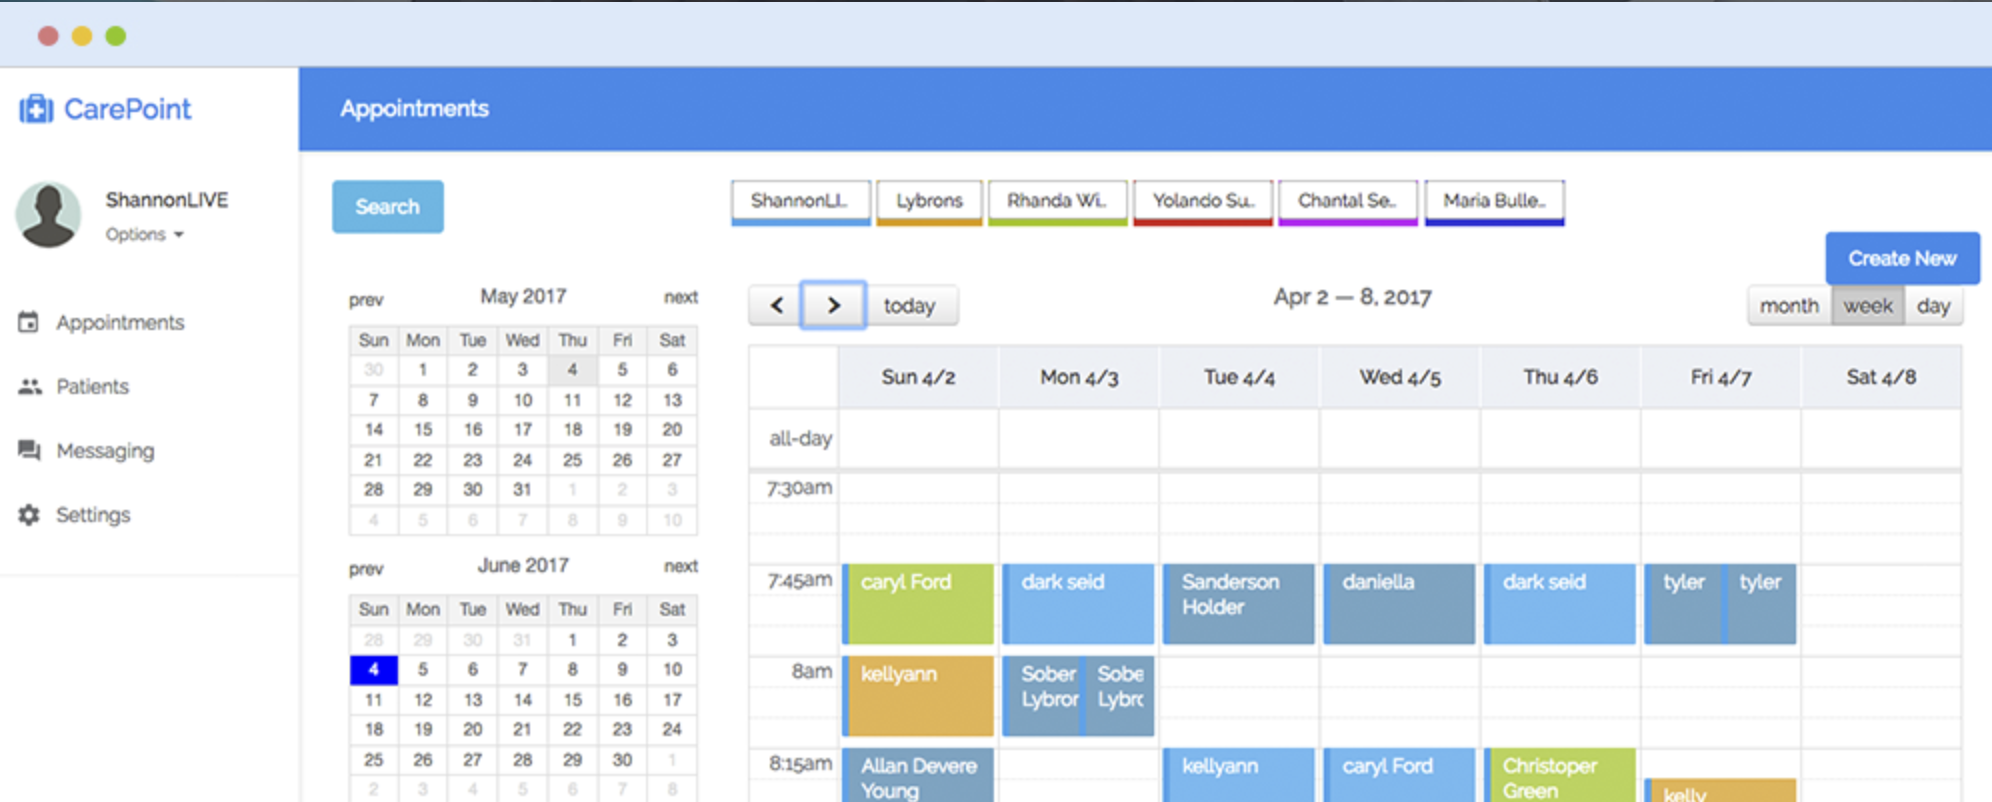 CarePoint
Appointments
ShannonLIVE
Options
Appointments
Patients
Messaging
Settings
Search
ShannonLI... Lybrons Rhanda Wi... Yolando Su... Chantal Se... Maria Bulle...
Create New
prev May 2017 next
Sun Mon Tue Wed Thu Fri Sat
30 1 2 3 4 5 6
7 8 9 10 11 12 13
14 15 16 17 18 19 20
21 22 23 24 25 26 27
28 29 30 31 1 2 3
4 5 6 7 8 9 10
prev June 2017 next
Sun Mon Tue Wed Thu Fri Sat
28 29 30 31 1 2 3
4 5 6 7 8 9 10
11 12 13 14 15 16 17
18 19 20 21 22 23 24
25 26 27 28 29 30 1
2 3 4 5 6 7 8
< > today Apr 2 — 8, 2017 month week day
Sun 4/2 Mon 4/3 Tue 4/4 Wed 4/5 Thu 4/6 Fri 4/7 Sat 4/8
all-day
7:30am
7:45am caryl Ford dark seid Sanderson daniella dark seid tyler tyler
Holder
8am kellyann Sober Sobe
Lybror Lybrc
8:15am Allan Devere kellyann caryl Ford Christoper
Young Green kelly